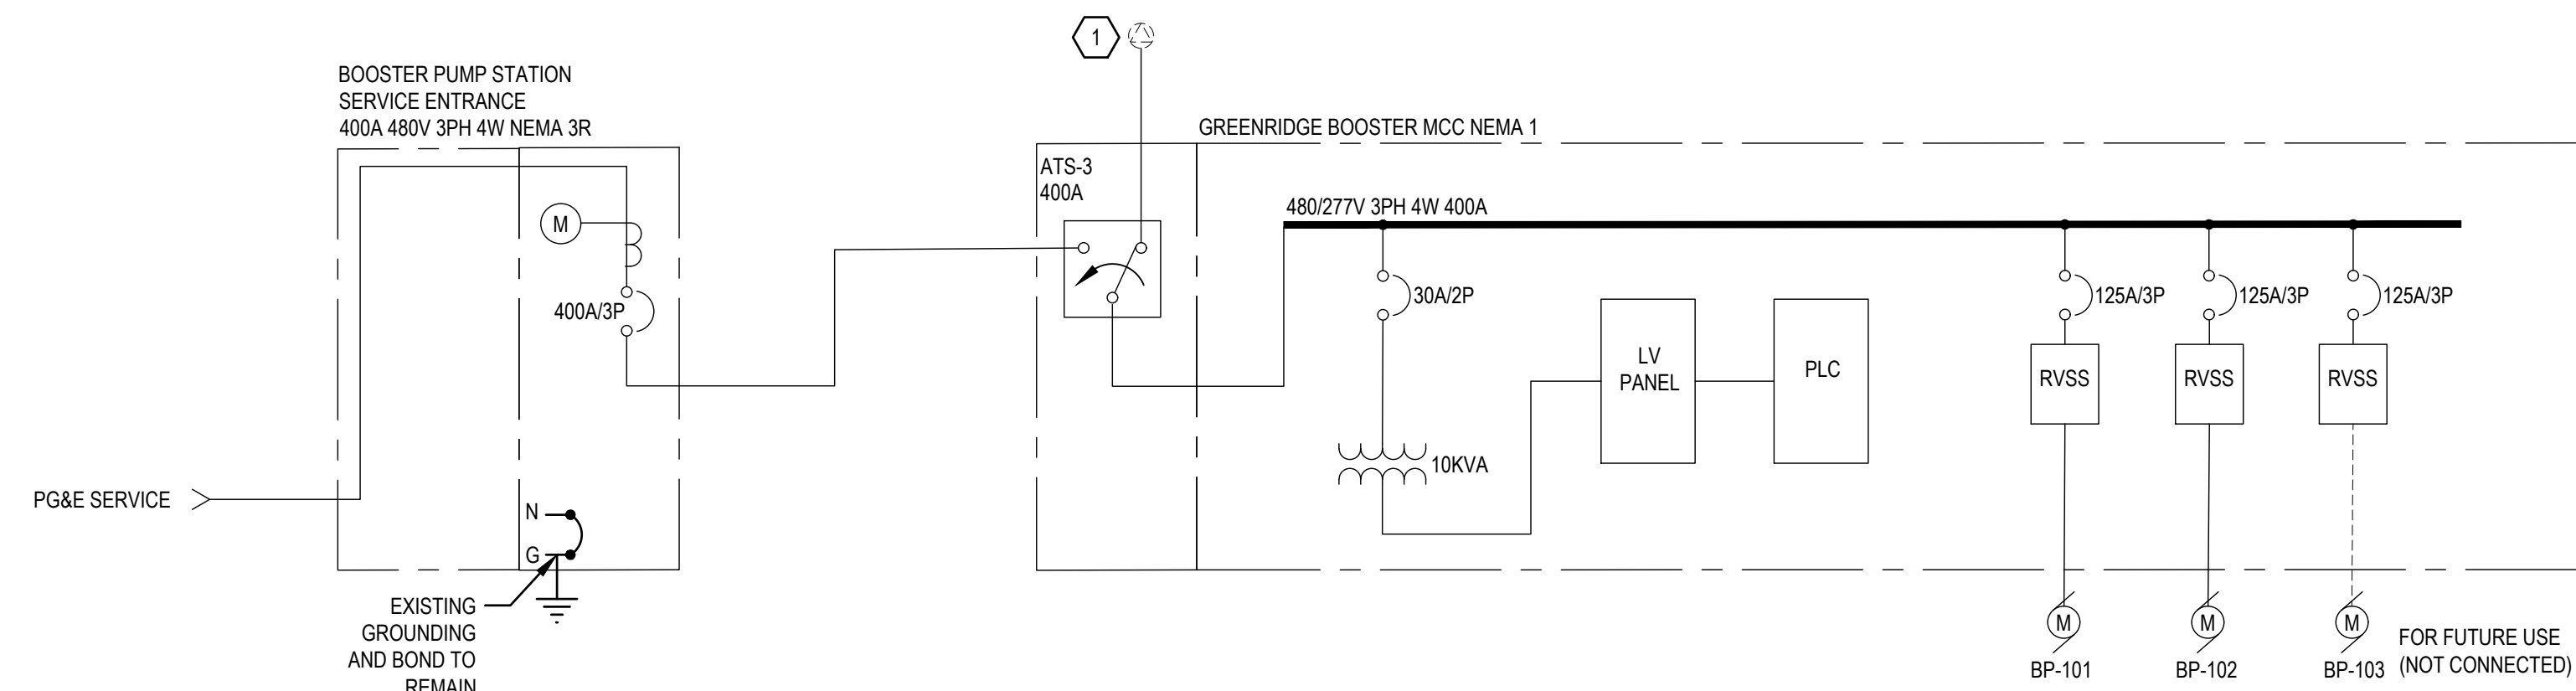 1
BOOSTER PUMP STATION
SERVICE ENTRANCE
400A 480V 3PH 4W NEMA 3R
GREENRIDGE BOOSTER MCC NEMA 1
ATS-3
400A
480/277V 3PH 4W 400A
M
400A/3P
30A/2P
125A/3P
125A/3P
125A/3P
LV
PANEL
PLC
RVSS
RVSS
RVSS
10KVA
PG&E SERVICE
N
G
EXISTING
GROUNDING
AND BOND TO
REMAIN
M
M
M
BP-101
BP-102
BP-103
FOR FUTURE USE
(NOT CONNECTED)